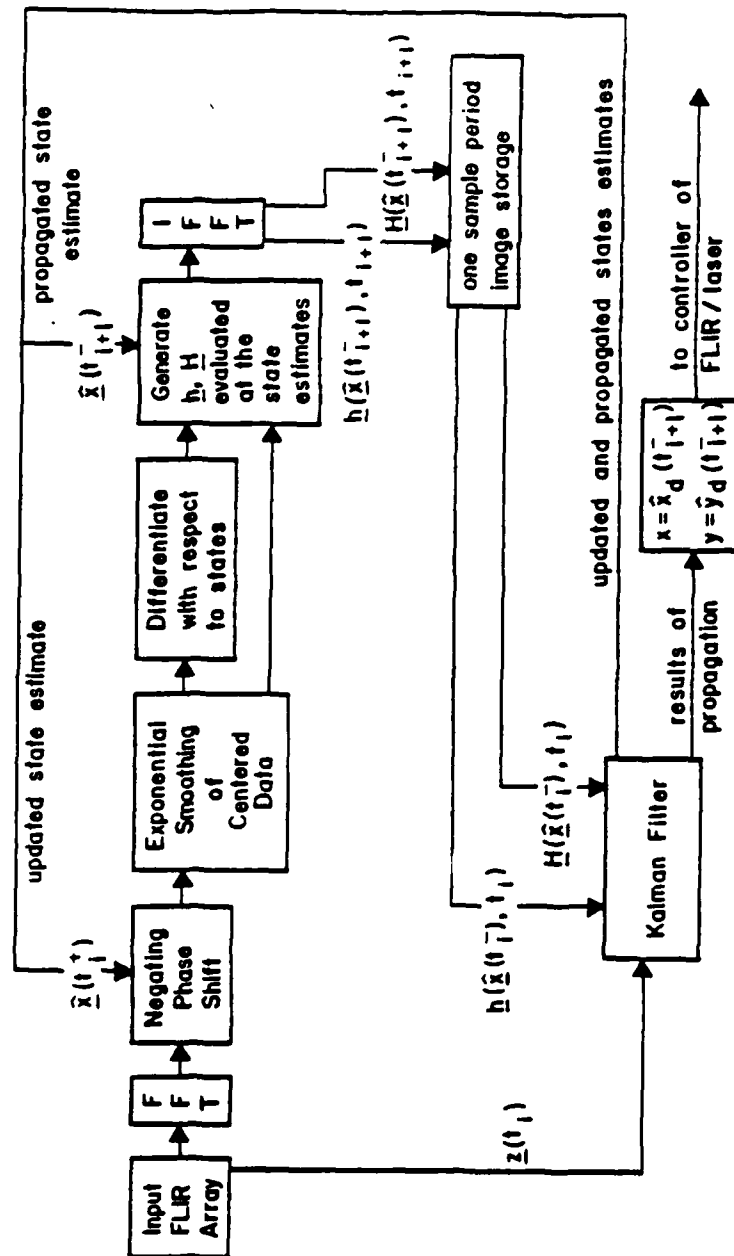 updated state estimate
propagated state
estimate
x̂(t_i^+)
x̂(t_{i+1}^-)
Input
FLIR
Array
F
F
T
Negating
Phase
Shift
Exponential
Smoothing
of
Centered
Data
Differentiate
with respect
to states
Generate
h, H
evaluated
at the
state
estimates
I
F
F
T
h(x̂(t_{i+1}^-), t_{i+1})
H(x̂(t_{i+1}^-), t_{i+1})
one sample period
image storage
z(t_i)
h(x̂(t_i^-), t_i)
H(x̂(t_i^-), t_i)
Kalman Filter
updated and propagated states estimates
results of
propagation
x = x̂_d(t_{i+1}^-)
y = ŷ_d(t_{i+1}^-)
to controller of
FLIR/laser